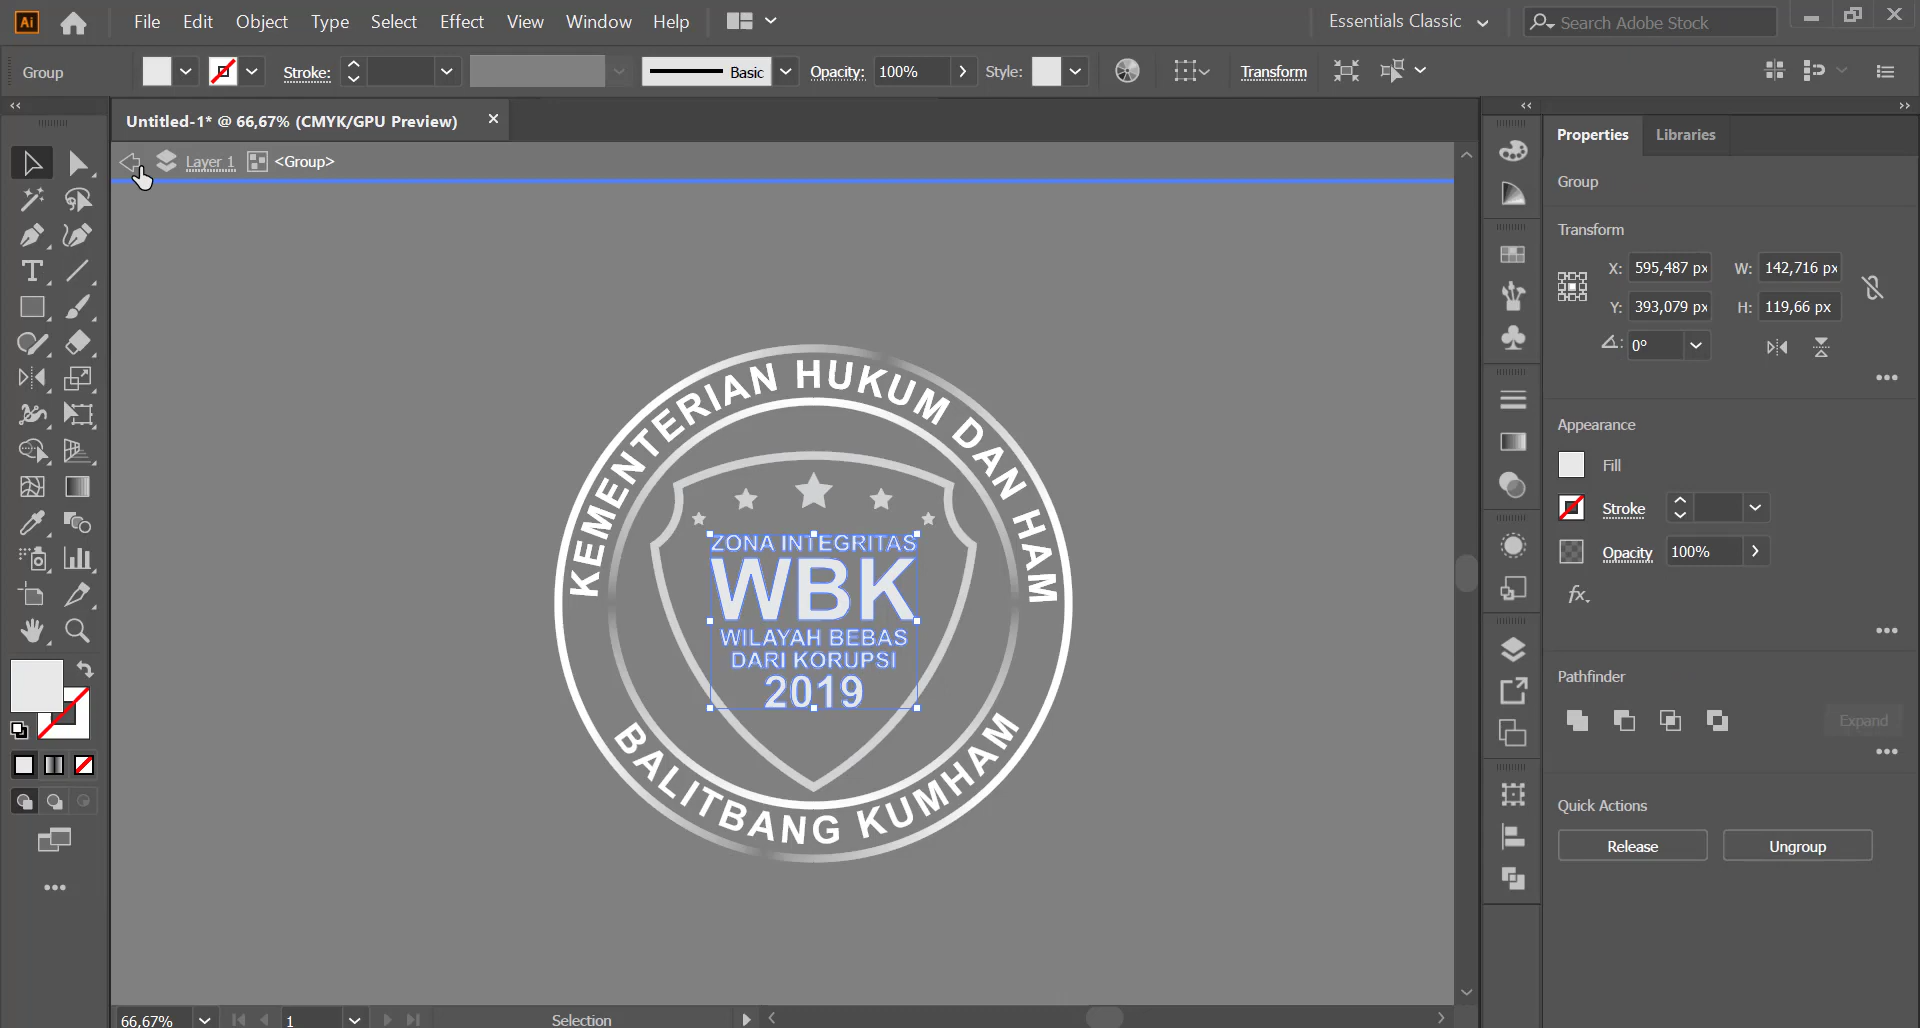 Ai File Edit Object Type Select Effect View Window Help Essentials Classic Search Adobe Stock
Group Stroke: Basic Opacity: 100% Style: Transform
Untitled-1* @ 66,67% (CMYK/GPU Preview)
Layer 1 <Group>
KEMENTERIAN HUKUM DAN HAM
ZONA INTEGRITAS
WBK
WILAYAH BEBAS
DARI KORUPSI
2019
BALITBANG KUMHAM
66,67% 1 Selection
Properties Libraries
Group
Transform
X: 595,487 px W: 142,716 px
Y: 393,079 px H: 119,66 px
0°
Appearance
Fill
Stroke
Opacity 100%
fx.
Pathfinder
Expand
Quick Actions
Release Ungroup